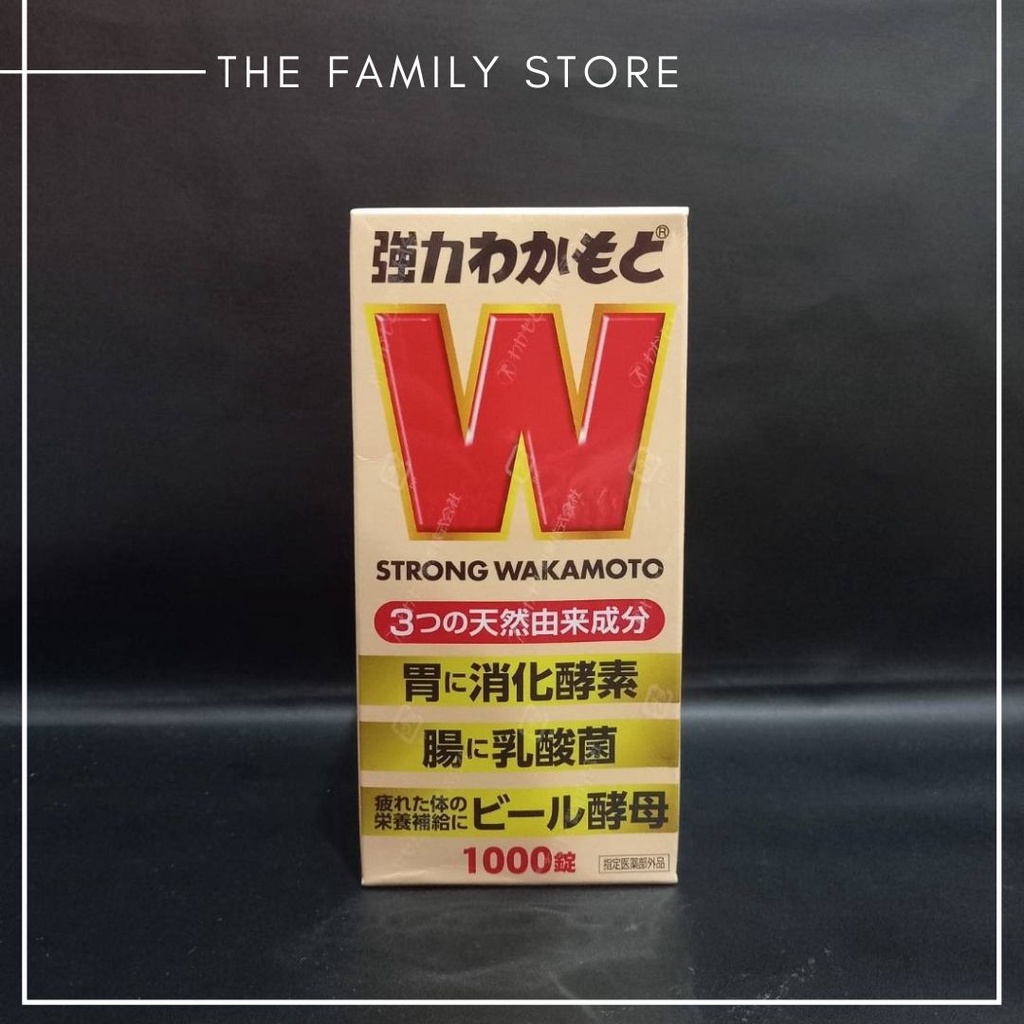 THE FAMILY STORE
強力わかもと®
W
STRONG WAKAMOTO
3つの天然由来成分
胃に消化酵素
腸に乳酸菌
疲れた体の
栄養補給に ビール酵母
1000錠
指定医薬部外品